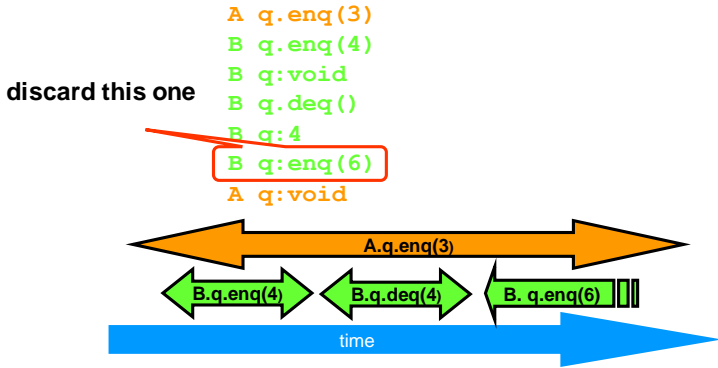 A q.enq(3)
B q.enq(4)
B q:void
discard this one
B q.deq()
B q:4
B q:enq(6)
A q:void
A.q.enq(3)
B.q.enq(4)
B.q.deq(4)
B. q.enq(6)
time